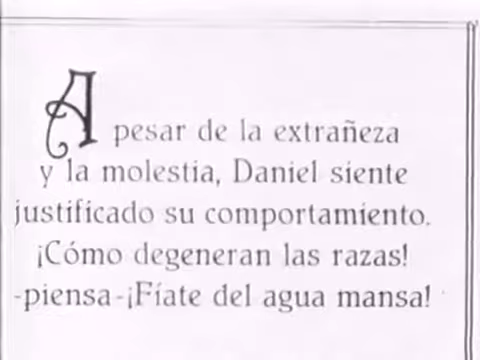 A pesar de la extrañeza
y la molestia, Daniel siente
justificado su comportamiento.
¡Cómo degeneran las razas!
-piensa-¡Fíate del agua mansa!